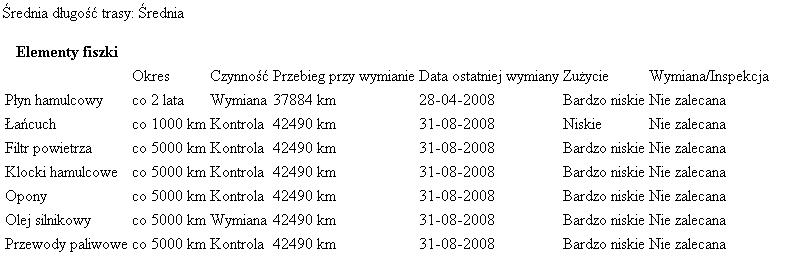 Średnia długość trasy: Średnia
Elementy fiszki
Okres Czynność Przebieg przy wymianie Data ostatniej wymiany Zużycie Wymiana/Inspekcja
Płyn hamulcowy co 2 lata Wymiana 37884 km 28-04-2008 Bardzo niskie Nie zalecana
Łańcuch co 1000 km Kontrola 42490 km 31-08-2008 Niskie Nie zalecana
Filtr powietrza co 5000 km Kontrola 42490 km 31-08-2008 Bardzo niskie Nie zalecana
Klocki hamulcowe co 5000 km Kontrola 42490 km 31-08-2008 Bardzo niskie Nie zalecana
Opony co 5000 km Kontrola 42490 km 31-08-2008 Bardzo niskie Nie zalecana
Olej silnikowy co 5000 km Wymiana 42490 km 31-08-2008 Bardzo niskie Nie zalecana
Przewody paliwowe co 5000 km Kontrola 42490 km 31-08-2008 Bardzo niskie Nie zalecana